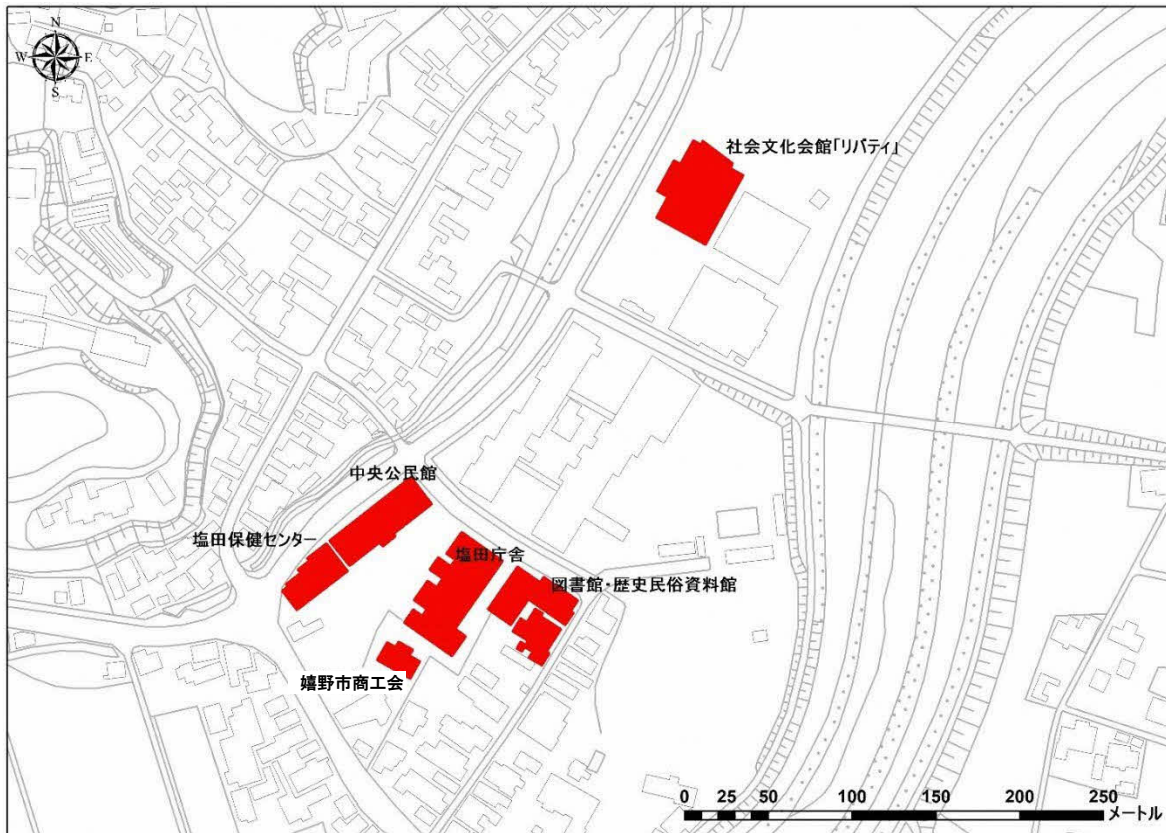 N
W E
S
社会文化会館「リバティ」
中央公民館
塩田保健センター
塩田庁舎
図書館・歴史民俗資料館
嬉野市商工会
0 25 50 100 150 200 250
メートル